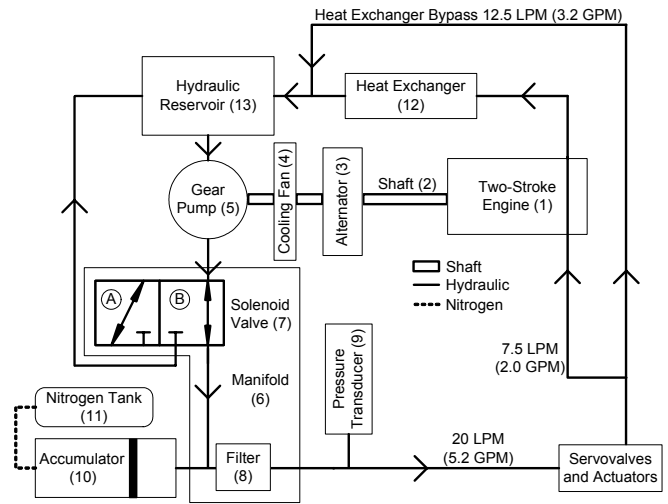 Heat Exchanger Bypass 12.5 LPM (3.2 GPM)
Hydraulic
Reservoir (13)
Heat Exchanger
(12)
Gear
Pump (5)
Cooling Fan (4)
Alternator (3)
Shaft (2)
Two-Stroke
Engine (1)
Shaft
Hydraulic
Nitrogen
A
B
Solenoid
Valve (7)
Manifold
(6)
Pressure
Transducer (9)
7.5 LPM
(2.0 GPM)
Nitrogen Tank
(11)
Accumulator
(10)
Filter
(8)
20 LPM
(5.2 GPM)
Servovalves
and Actuators